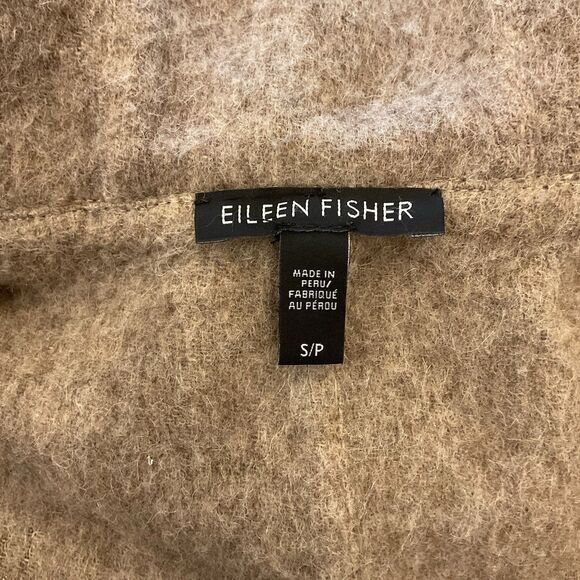 EILEEN FISHER
MADE IN
PERU/
FABRIQUÉ
AU PÉROU
S/P